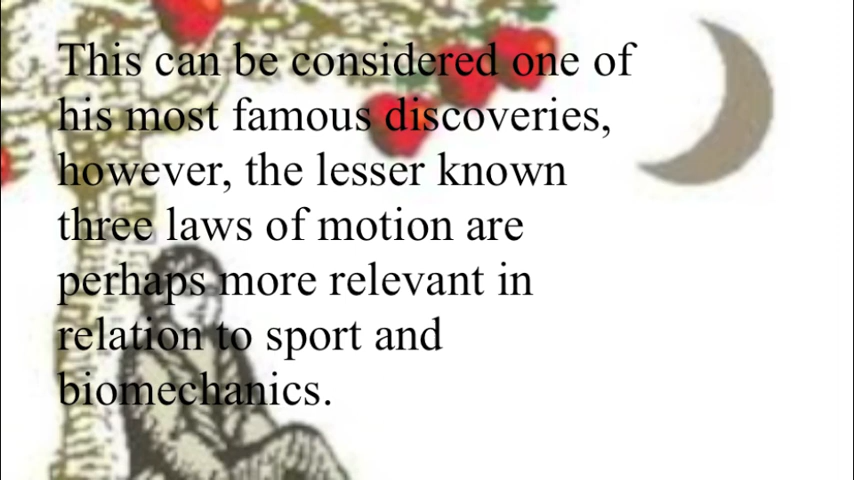 This can be considered one of
his most famous discoveries,
however, the lesser known
three laws of motion are
perhaps more relevant in
relation to sport and
biomechanics.